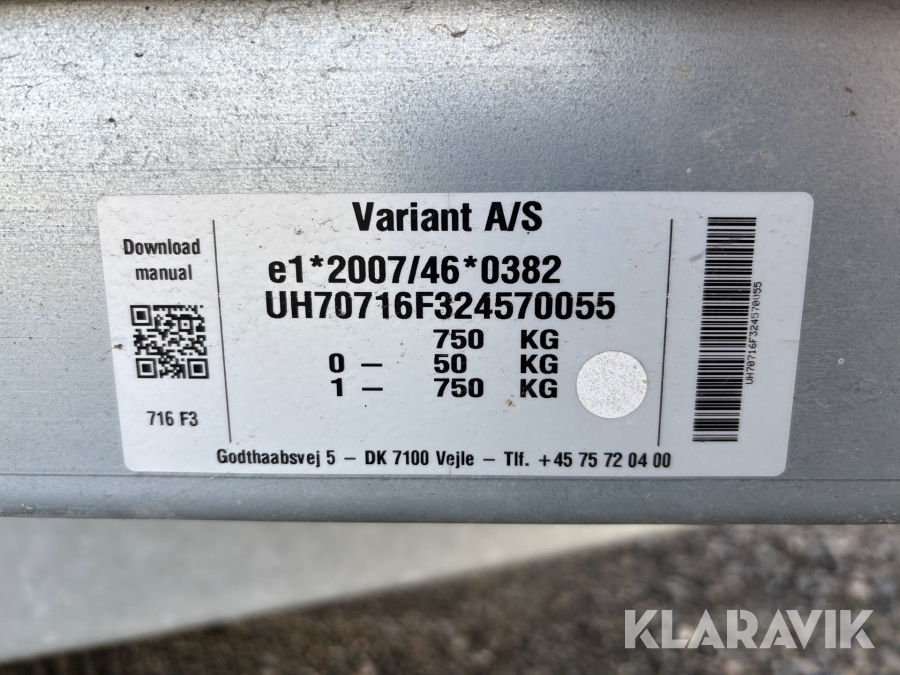 Variant A/S
Download
manual
e1*2007/46*0382
UH70716F324570055
750 KG
0 – 50 KG
1 – 750 KG
716 F3
Godthaabsvej 5 – DK 7100 Vejle – Tlf. +45 75 72 04 00
UH70716F324570055
KLARAVIK